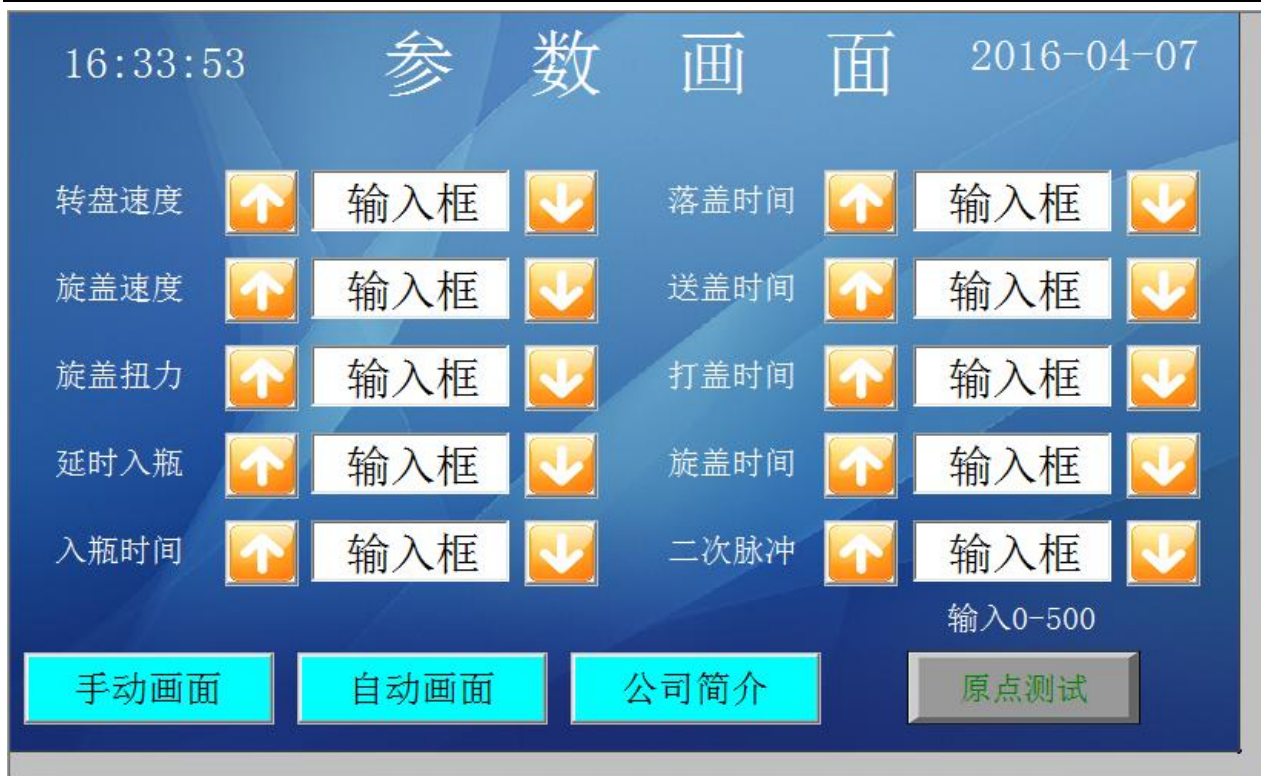 16:33:53 参数画面 2016-04-07
转盘速度 输入框 落盖时间 输入框
旋盖速度 输入框 送盖时间 输入框
旋盖扭力 输入框 打盖时间 输入框
延时入瓶 输入框 旋盖时间 输入框
入瓶时间 输入框 二次脉冲 输入框
输入0-500
手动画面 自动画面 公司简介 原点测试